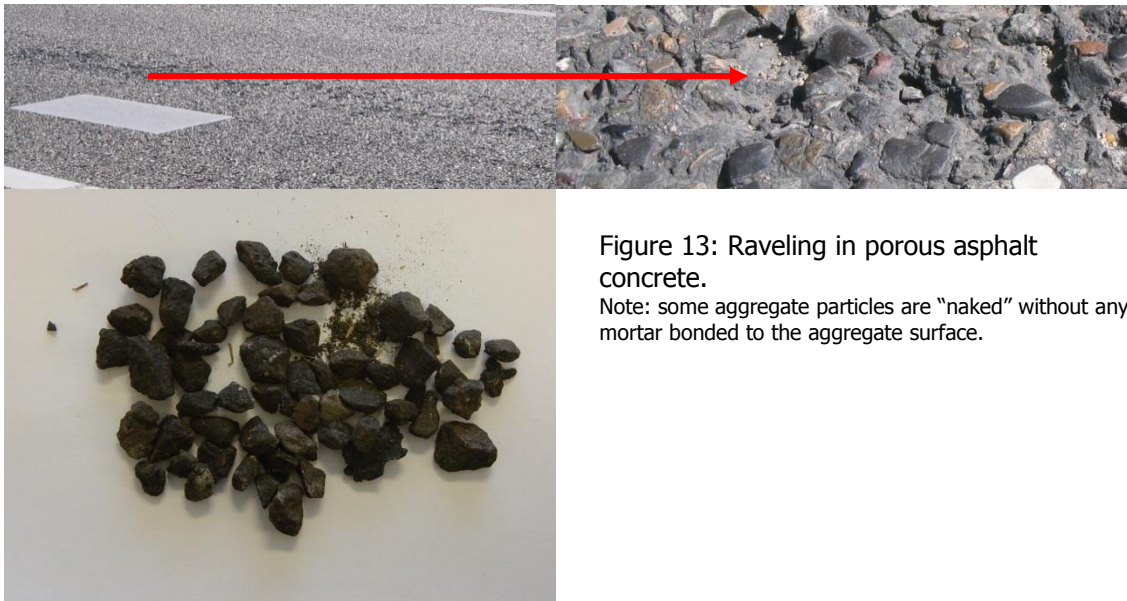 Figure 13: Raveling in porous asphalt
concrete.
Note: some aggregate particles are “naked” without any
mortar bonded to the aggregate surface.